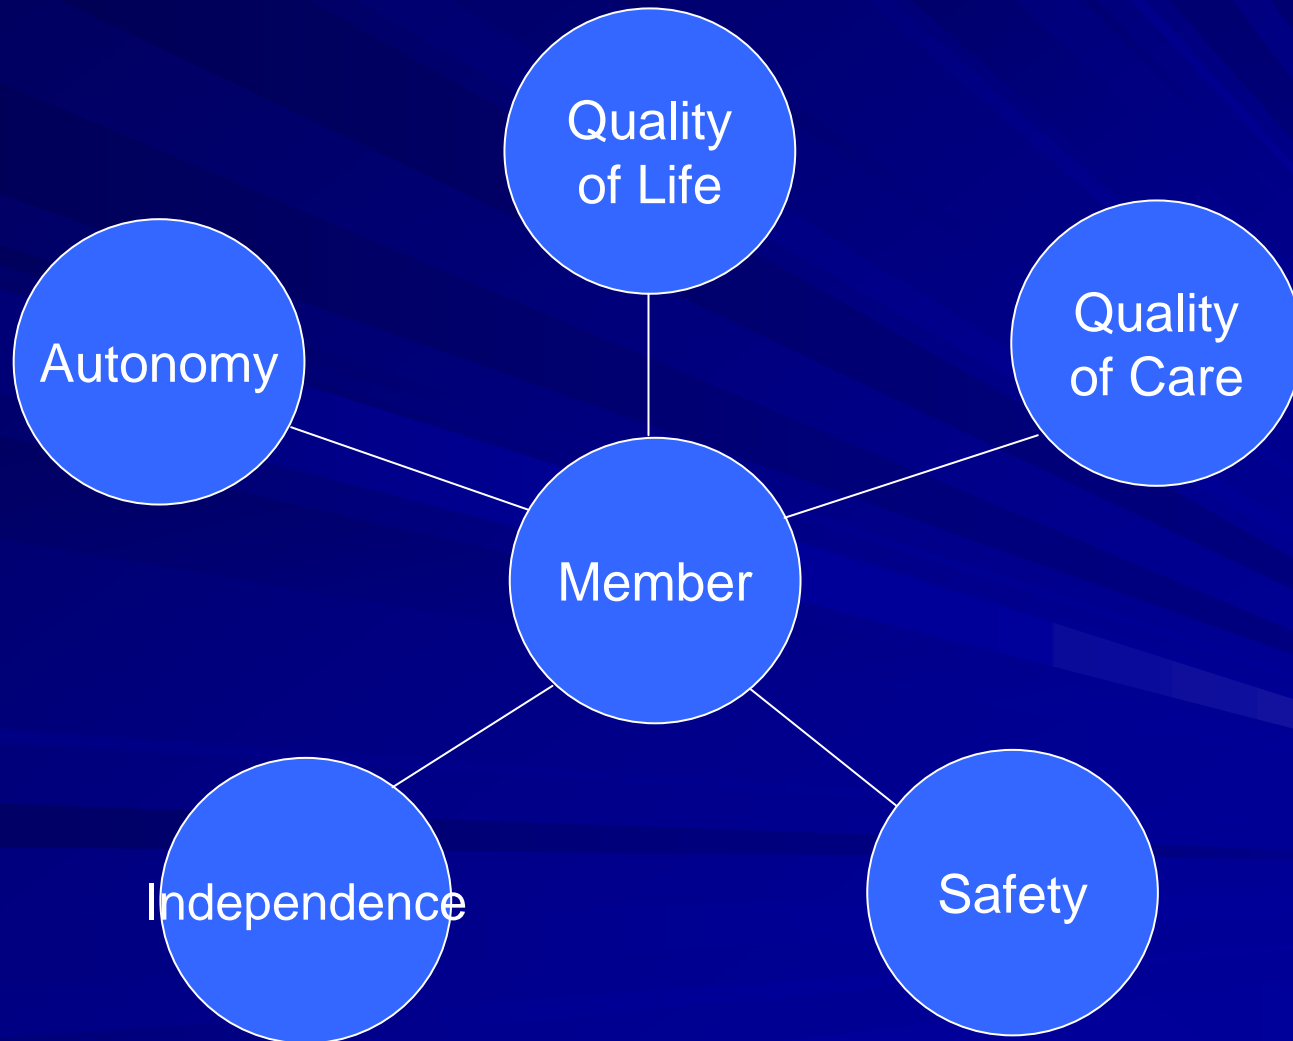 Quality
of Life
Quality
of Care
Autonomy
Member
Independence
Safety